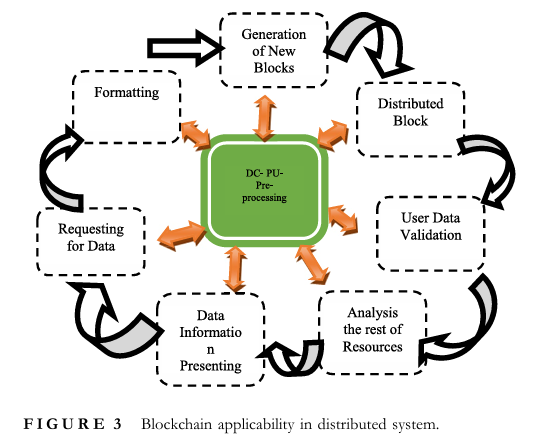 Generation
of New
Blocks
Distributed
Block
User Data
Validation
Analysis
the rest of
Resources
Data
Informatio
n
Presenting
Requesting
for Data
Formatting
DC- PU-
Pre-
processing
FIGURE 3 Blockchain applicability in distributed system.